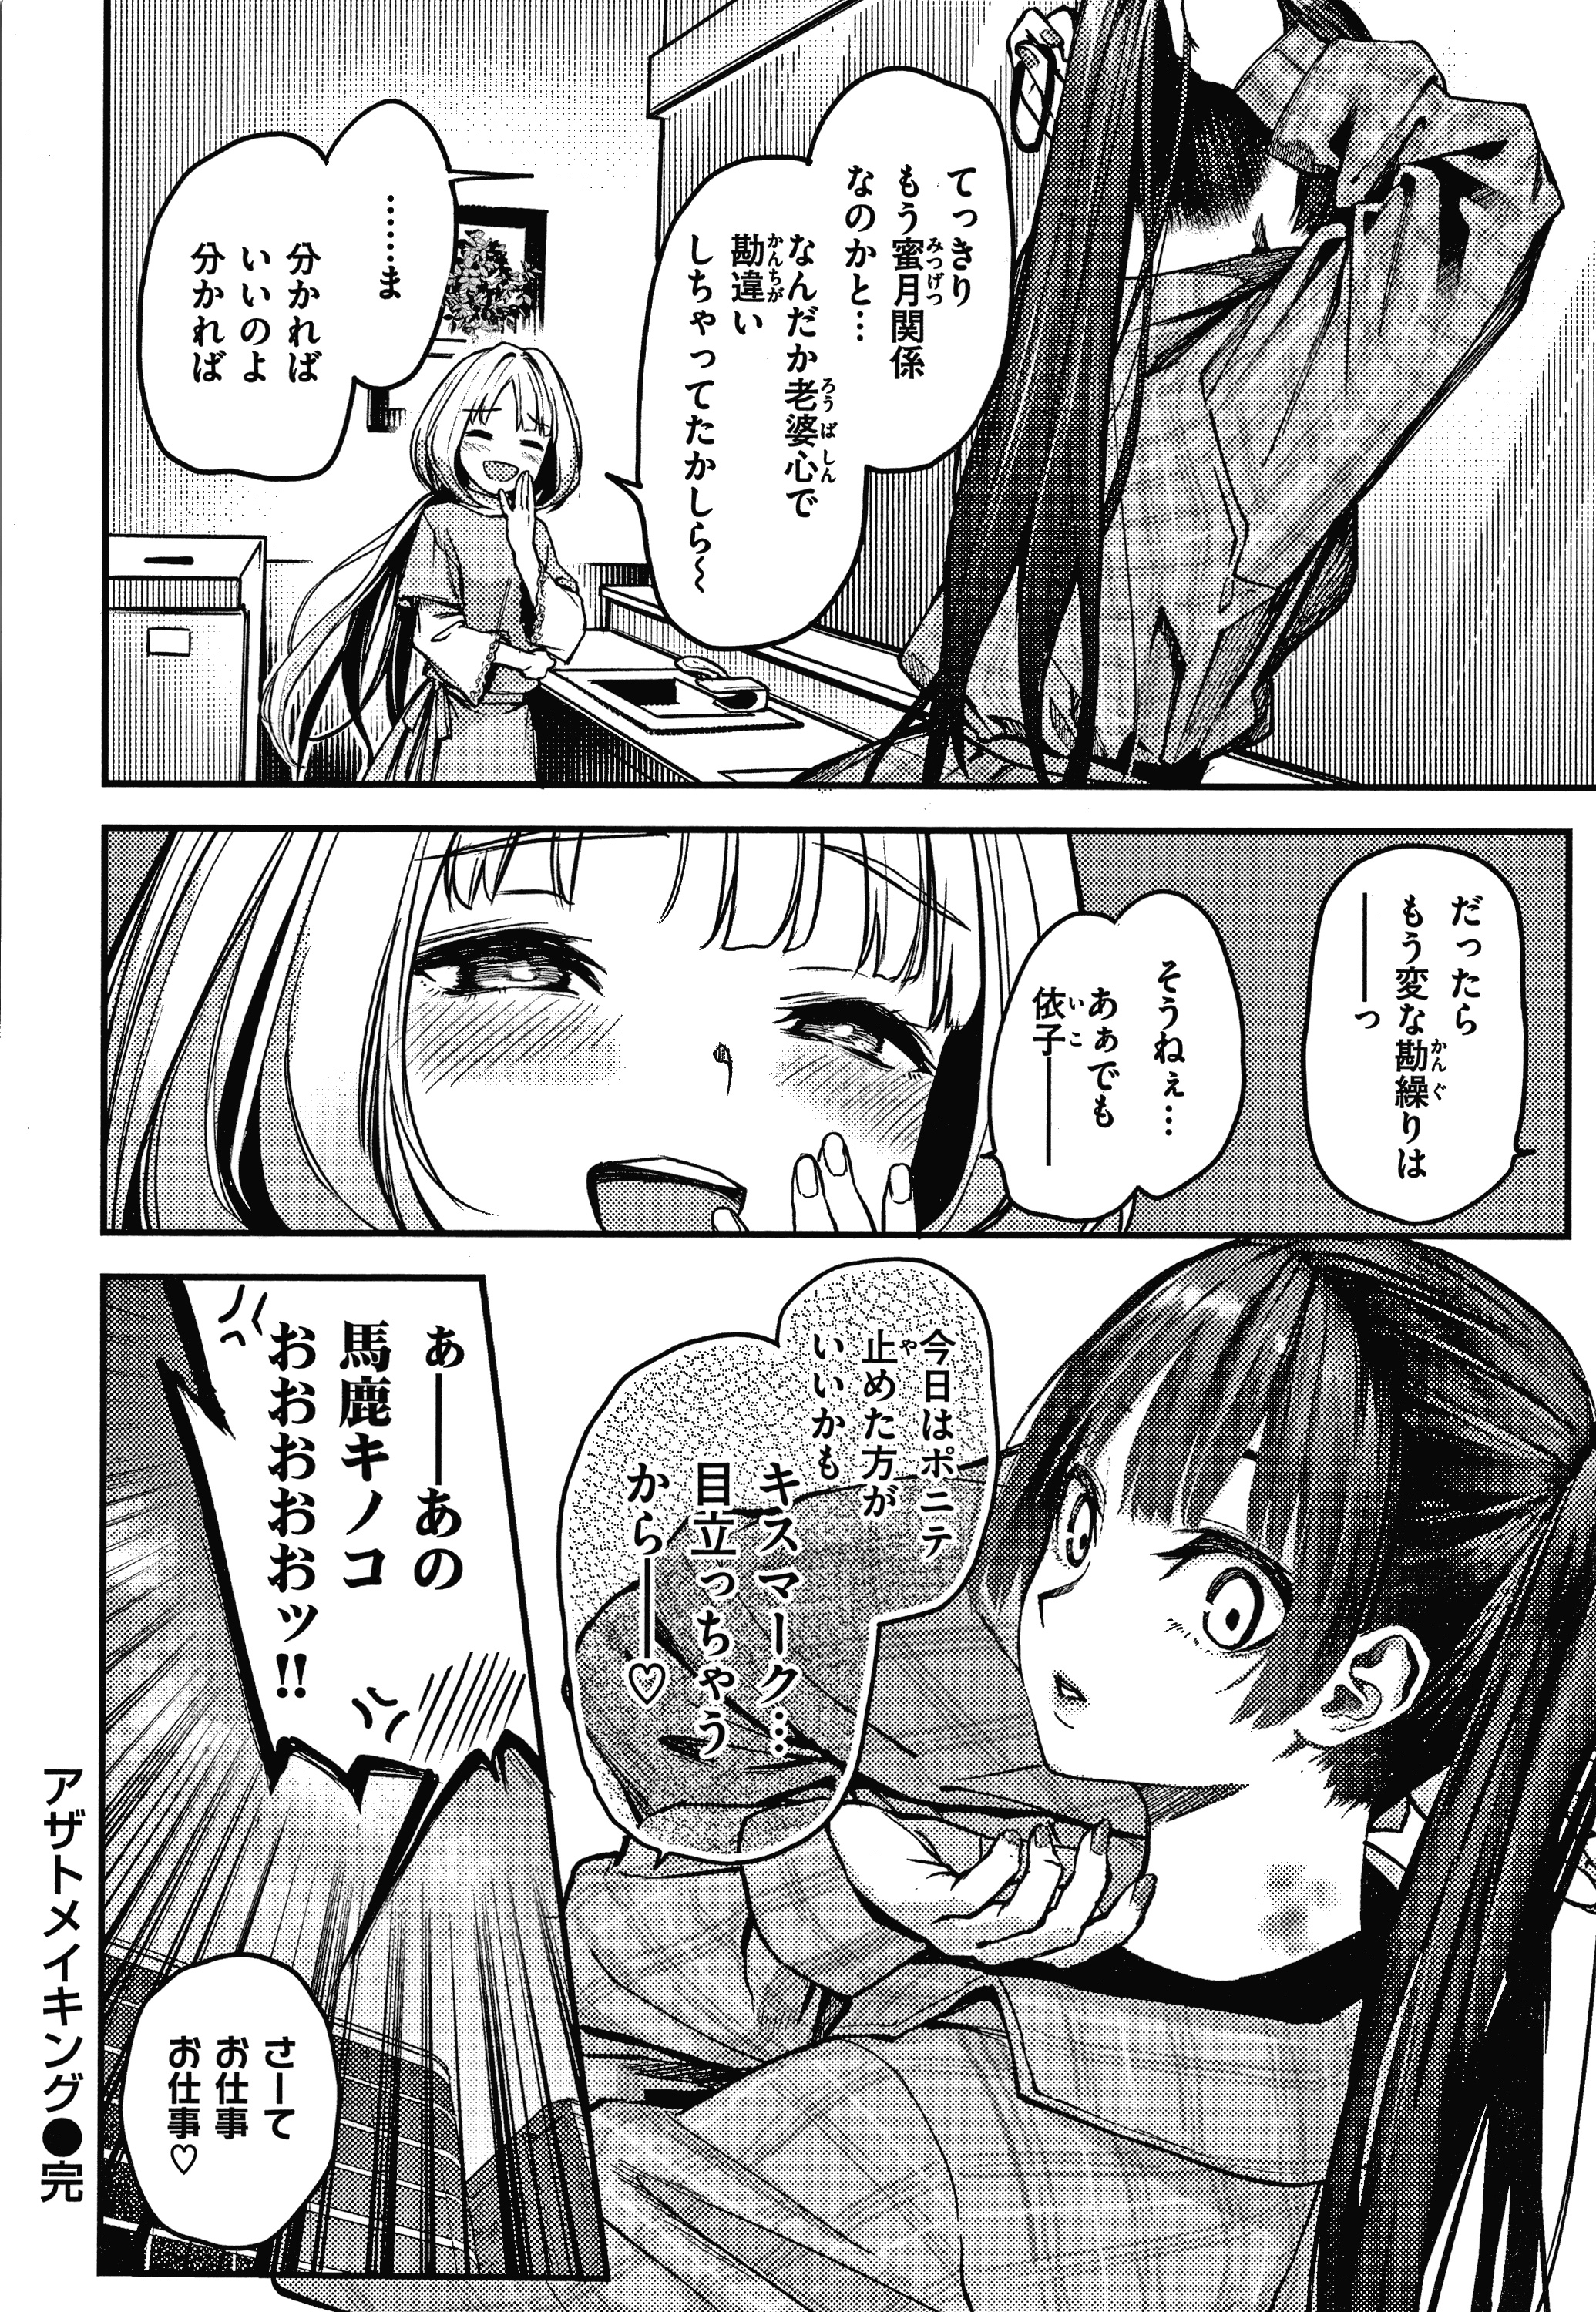 ……ま
分かれば
いいのよ
分かれば
てっきり
もう蜜月関係
なのかと…
なんだか老婆心で
勘違い
しちゃってたかしら〜
だったら
もう変な勘繰りは
――っ
そうねぇ…
あぁでも
依子――
今日はポニテ
止めた方が
いいかも
キスマーク…
目立っちゃう
から――♡
あ――あの
馬鹿キノコ
おおおおおッ!!
さーて
お仕事
お仕事♡
アザトメイキング●完